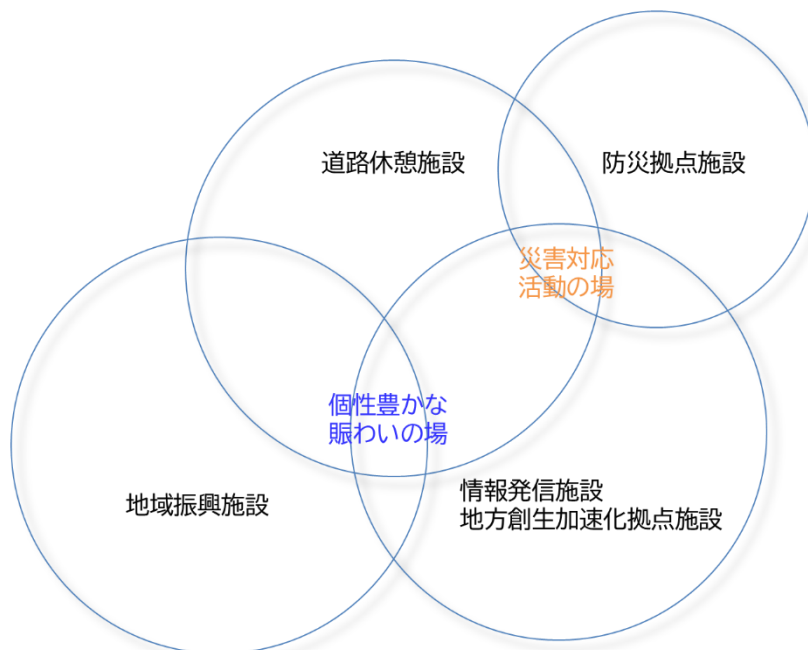 道路休憩施設
防災拠点施設
災害対応
活動の場
個性豊かな
賑わいの場
地域振興施設
情報発信施設
地方創生加速化拠点施設